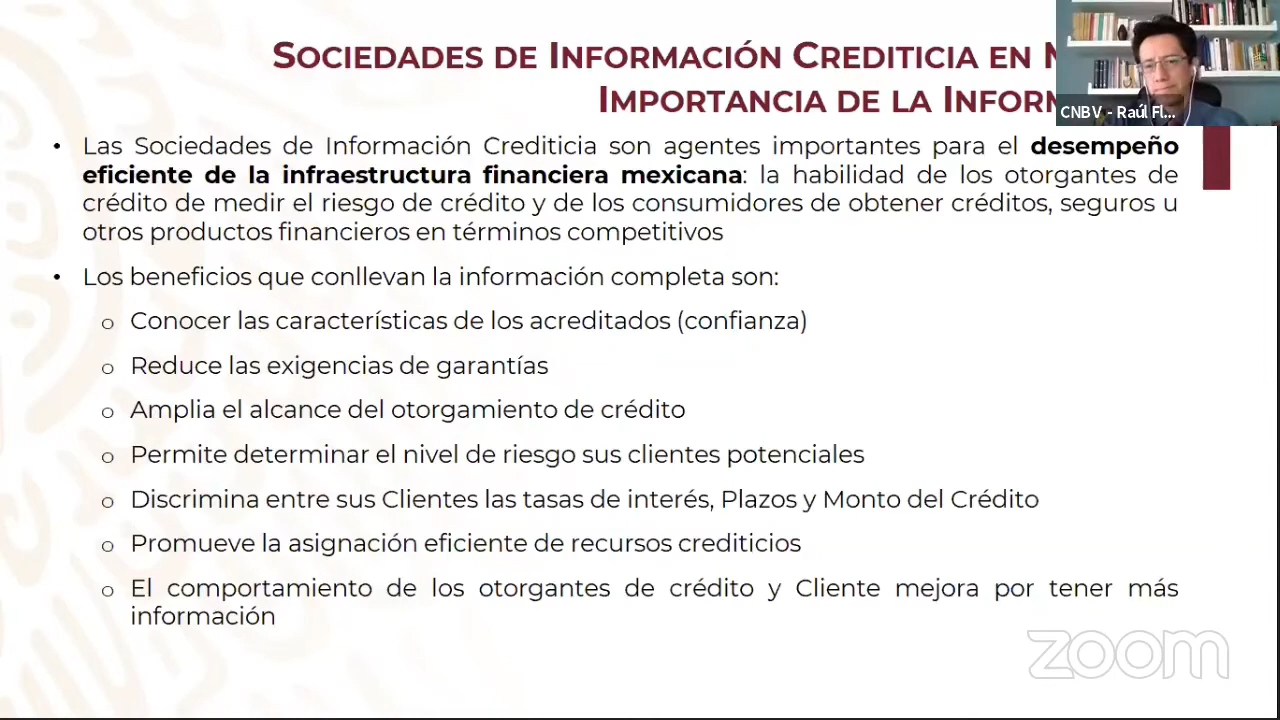 SOCIEDADES DE INFORMACIÓN CREDITICIA EN
IMPORTANCIA DE LA
CNBV - Raúl Fl...
• Las Sociedades de Información Crediticia son agentes importantes para el desempeño
eficiente de la infraestructura financiera mexicana: la habilidad de los otorgantes de
crédito de medir el riesgo de crédito y de los consumidores de obtener créditos, seguros u
otros productos financieros en términos competitivos
• Los beneficios que conllevan la información completa son:
o Conocer las características de los acreditados (confianza)
o Reduce las exigencias de garantías
o Amplia el alcance del otorgamiento de crédito
o Permite determinar el nivel de riesgo sus clientes potenciales
o Discrimina entre sus Clientes las tasas de interés, Plazos y Monto del Crédito
o Promueve la asignación eficiente de recursos crediticios
o El comportamiento de los otorgantes de crédito y Cliente mejora por tener más
información
zoom